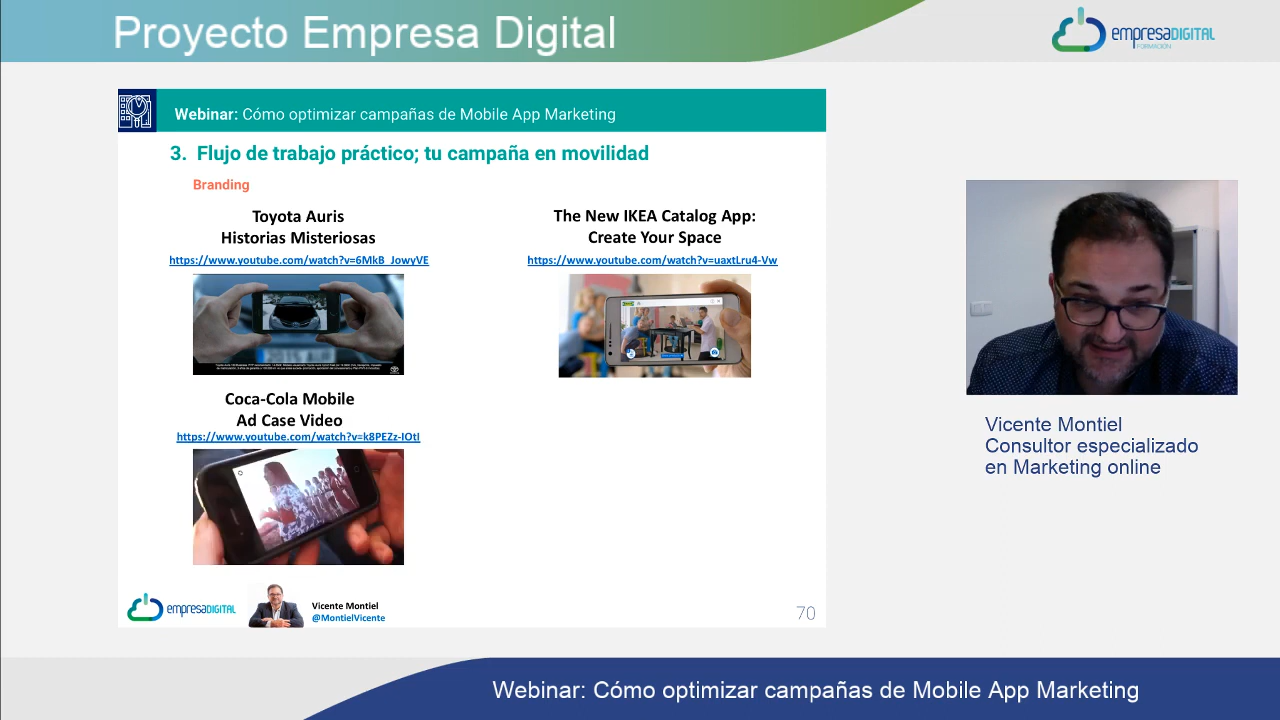 Proyecto Empresa Digital
empresaDIGITAL
FORMACIÓN
Webinar: Cómo optimizar campañas de Mobile App Marketing
3. Flujo de trabajo práctico; tu campaña en movilidad
Branding
Toyota Auris
Historias Misteriosas
https://www.youtube.com/watch?v=6MkB_JowyVE
The New IKEA Catalog App:
Create Your Space
https://www.youtube.com/watch?v=uaxtLru4-Vw
Coca-Cola Mobile
Ad Case Video
https://www.youtube.com/watch?v=k8PEZz-IOtI
Vicente Montiel
Consultor especializado
en Marketing online
empresaDIGITAL
Vicente Montiel
@MontielVicente
70
Webinar: Cómo optimizar campañas de Mobile App Marketing